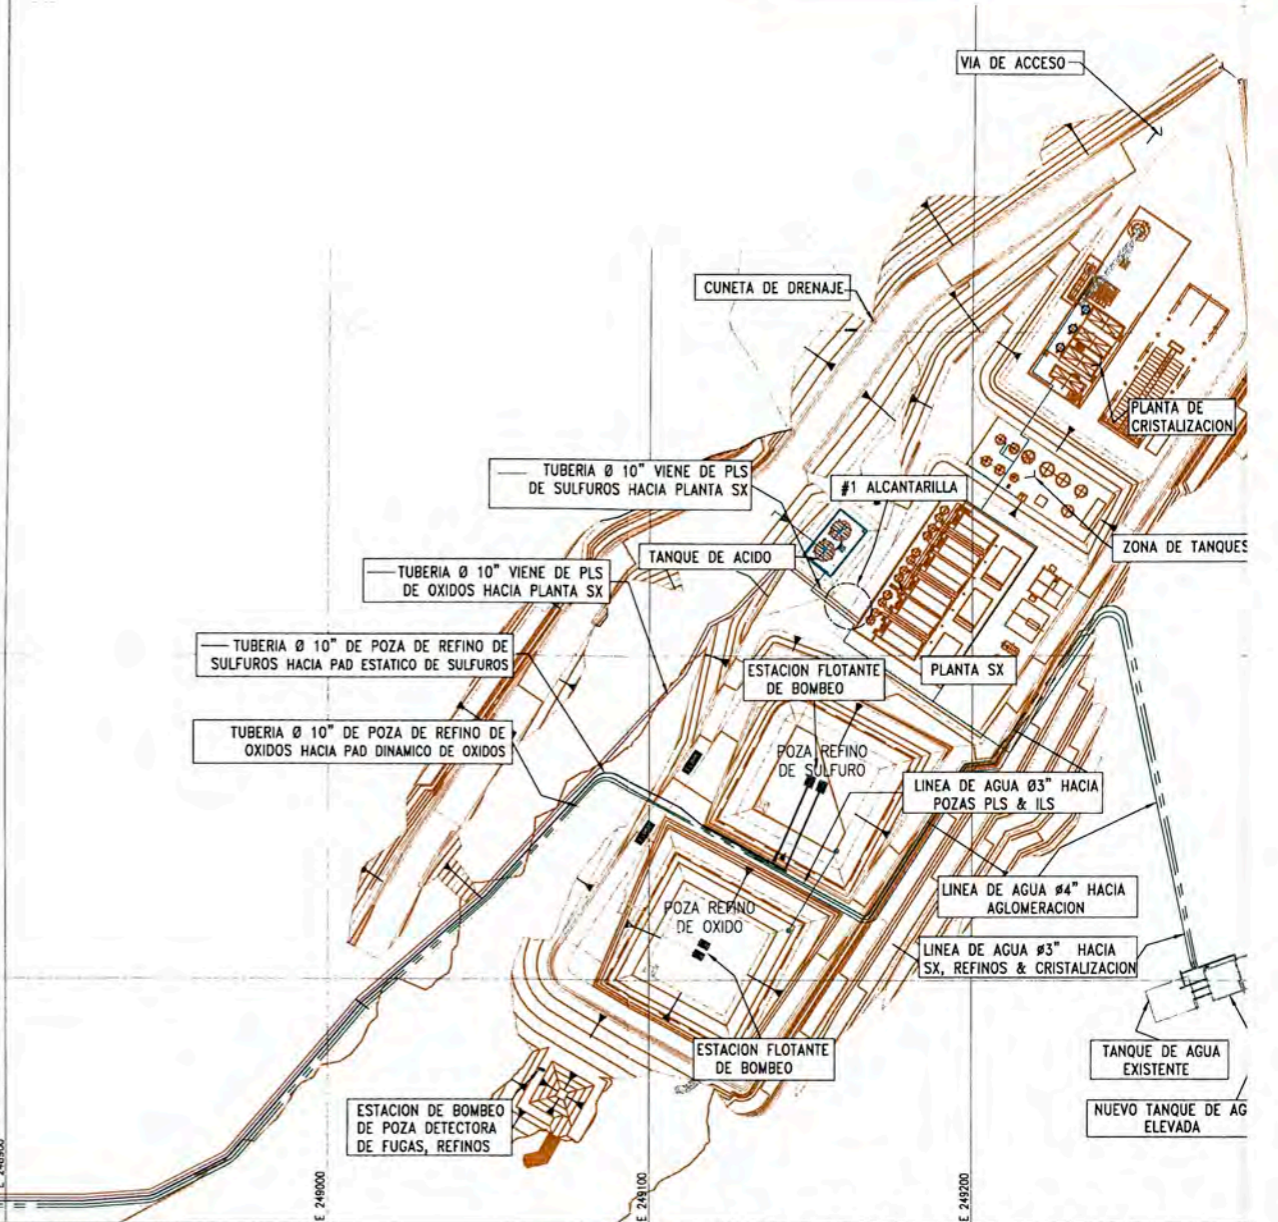 VIA DE ACCESO
CUNETA DE DRENAJE
PLANTA DE
CRISTALIZACION
TUBERIA Ø 10" VIENE DE PLS
DE SULFUROS HACIA PLANTA SX
#1 ALCANTARILLA
ZONA DE TANQUES
TANQUE DE ACIDO
TUBERIA Ø 10" VIENE DE PLS
DE OXIDOS HACIA PLANTA SX
TUBERIA Ø 10" DE POZA DE REFINO DE
SULFUROS HACIA PAD ESTATICO DE SULFUROS
ESTACION FLOTANTE
DE BOMBEO
PLANTA SX
TUBERIA Ø 10" DE POZA DE REFINO DE
OXIDOS HACIA PAD DINAMICO DE OXIDOS
POZA REFINO
DE SULFURO
LINEA DE AGUA Ø3" HACIA
POZAS PLS & ILS
LINEA DE AGUA Ø4" HACIA
AGLOMERACION
POZA REFINO
DE OXIDO
LINEA DE AGUA Ø3" HACIA
SX, REFINOS & CRISTALIZACION
ESTACION FLOTANTE
DE BOMBEO
TANQUE DE AGUA
EXISTENTE
ESTACION DE BOMBEO
DE POZA DETECTORA
DE FUGAS, REFINOS
NUEVO TANQUE DE AG
ELEVADA
E 249000
E 249100
E 249200